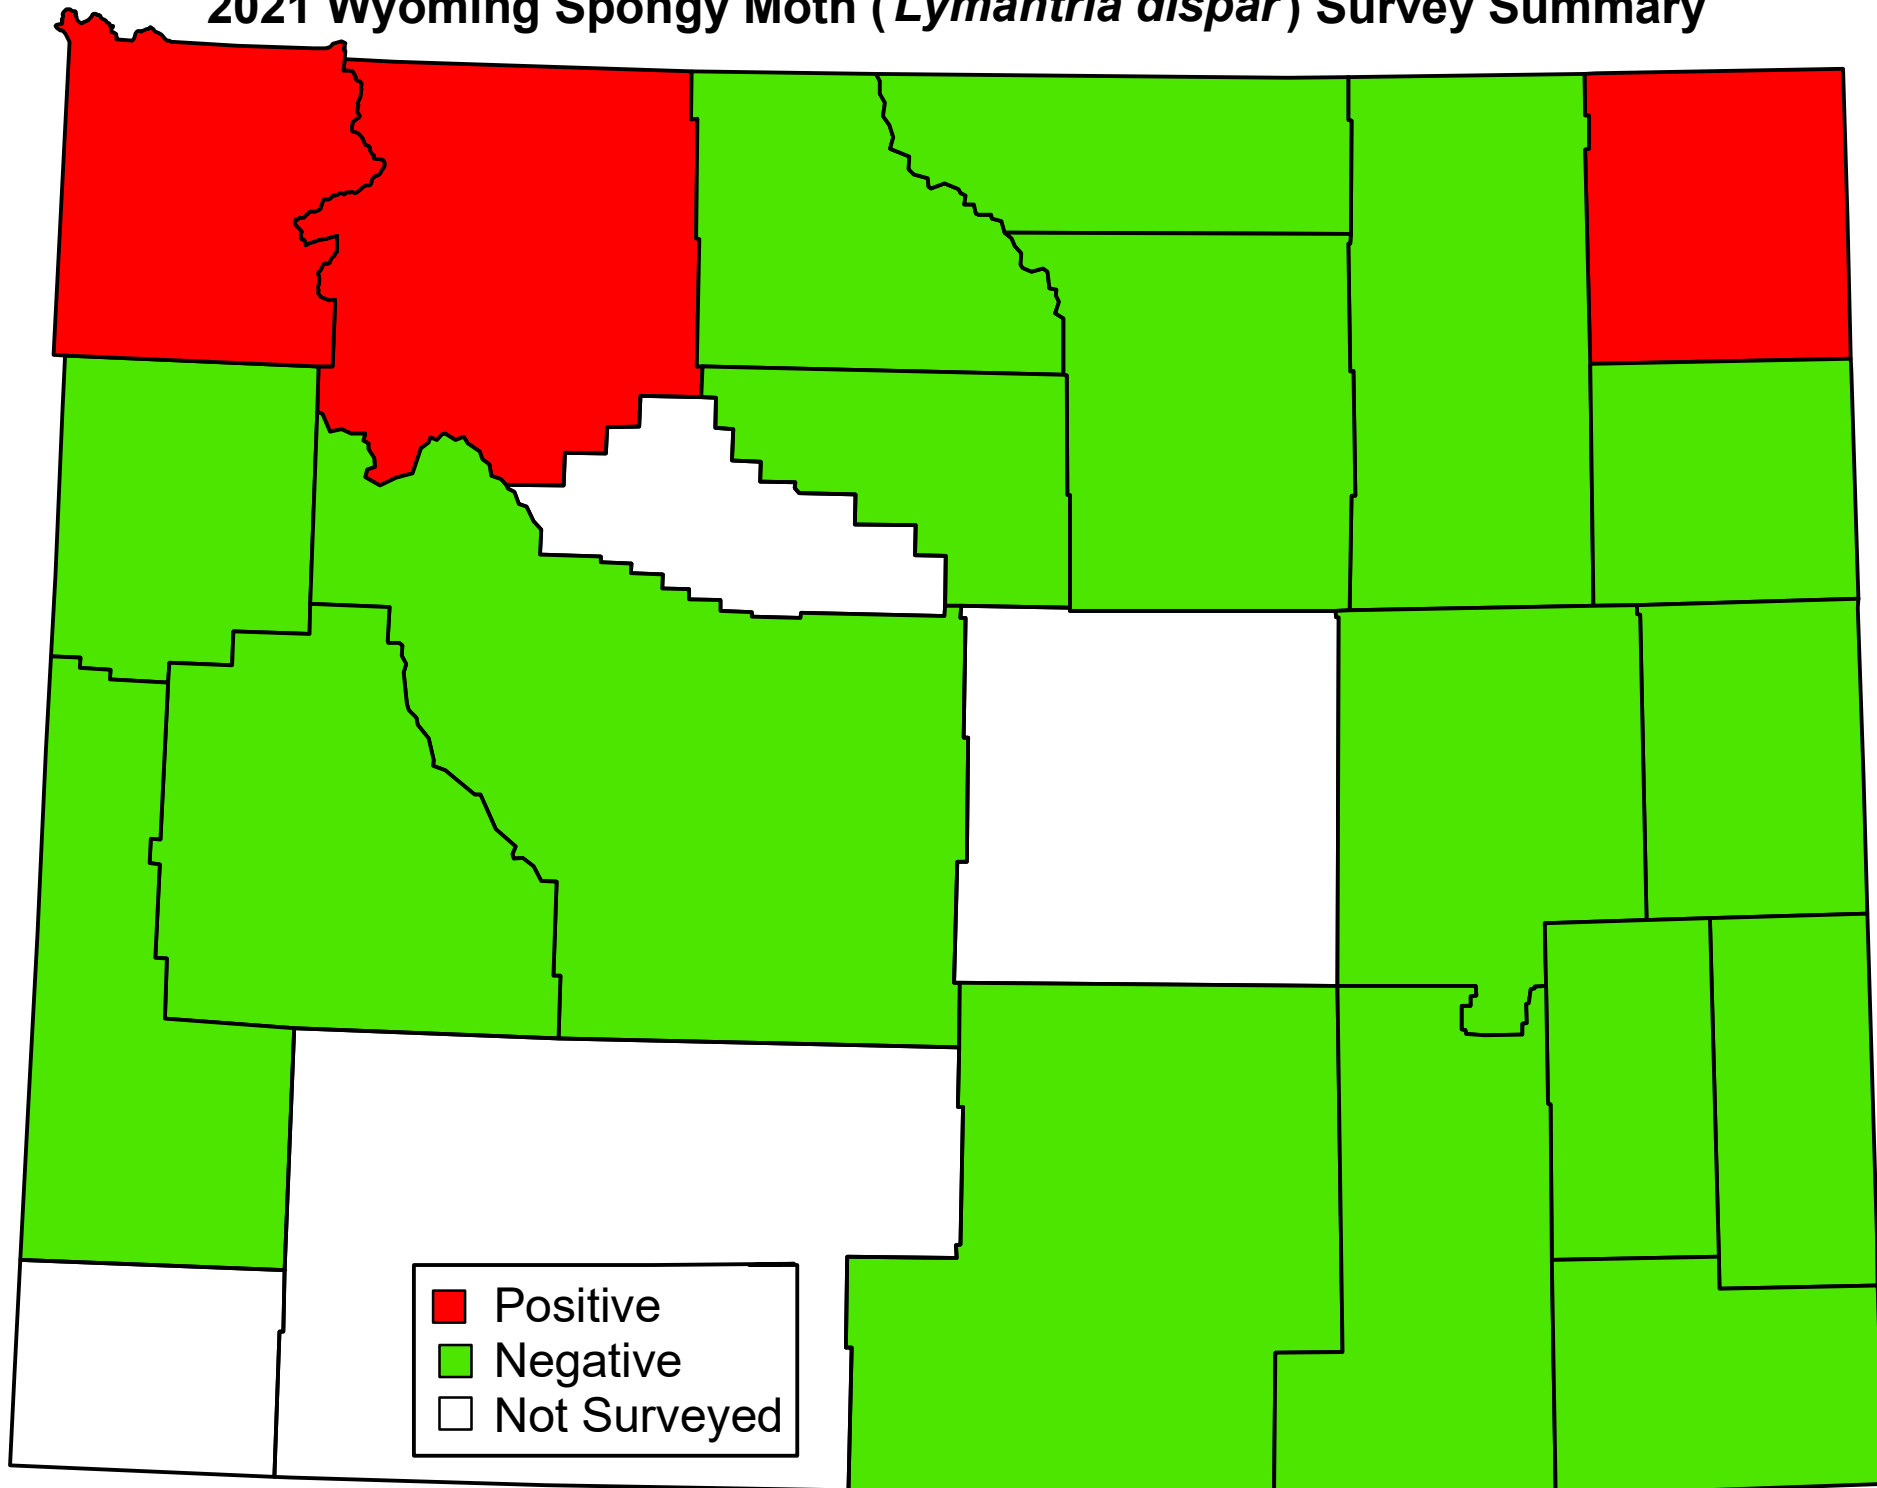 2021 Wyoming Spongy Moth (Lymantria dispar) Survey Summary
Positive
Negative
Not Surveyed